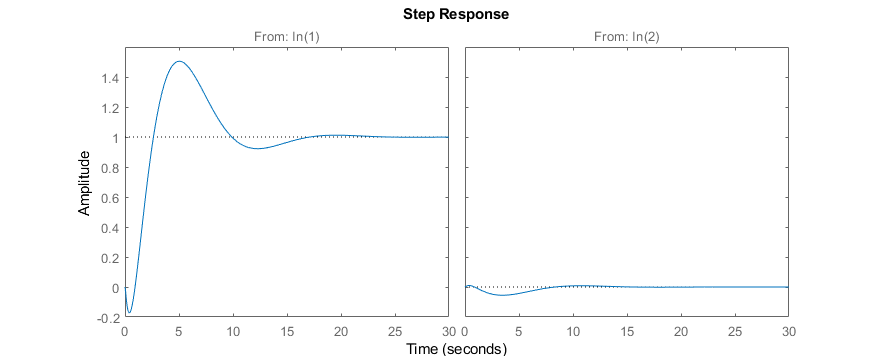 Step Response
From: In(1)
From: In(2)
Amplitude
1.4
1.2
1
0.8
0.6
0.4
0.2
0
-0.2
0 5 10 15 20 25 30
0 5 10 15 20 25 30
Time (seconds)